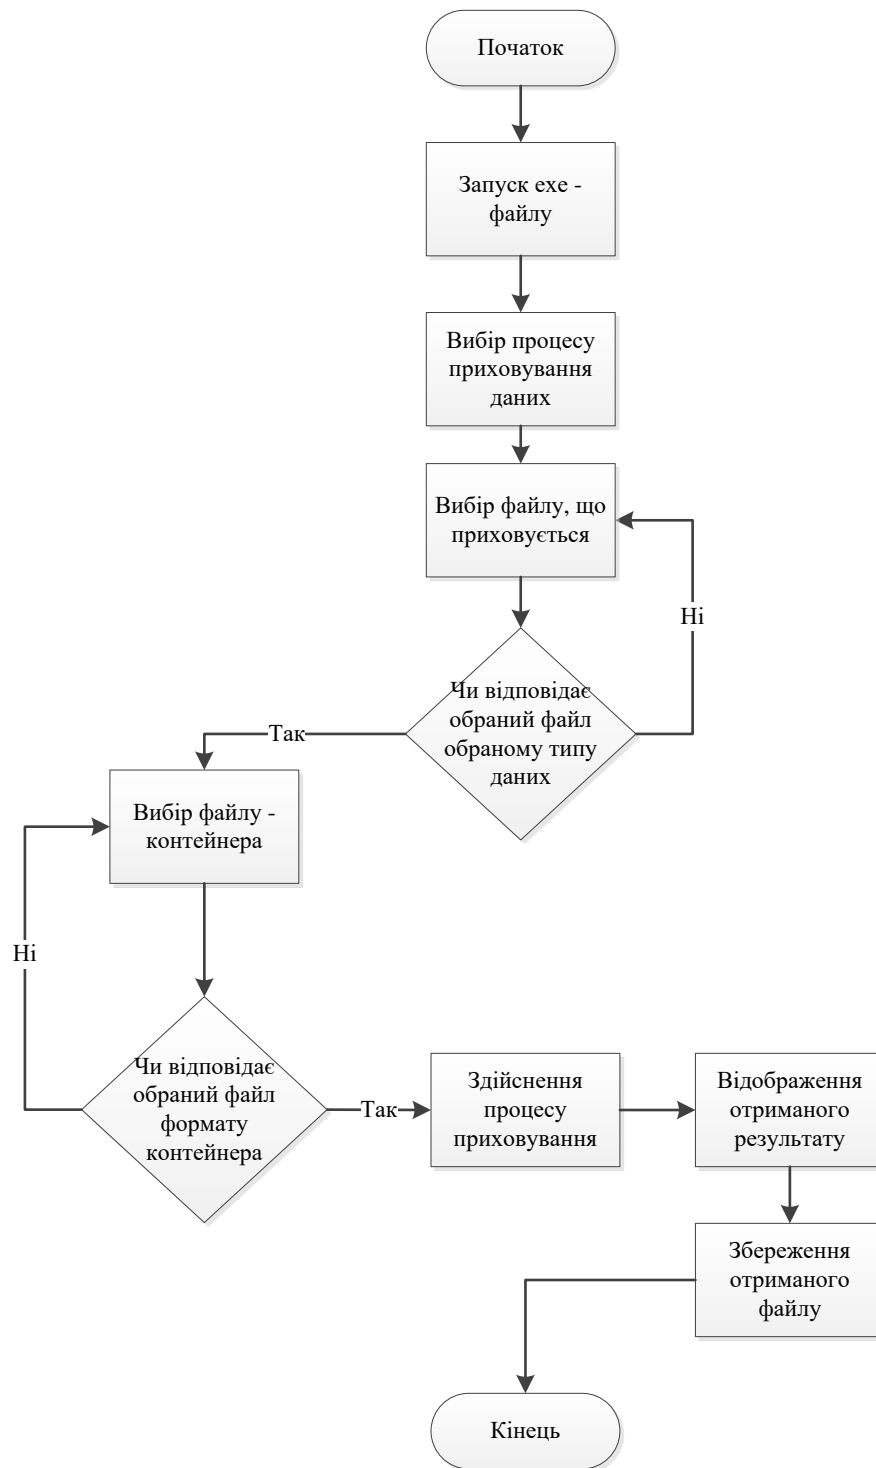 Початок
Запуск exe -
файлу
Вибір процесу
приховування
даних
Вибір файлу, що
приховується
Ні
Чи відповідає
обраний файл
обраному типу
даних
Так
Вибір файлу -
контейнера
Ні
Чи відповідає
обраний файл
формату
контейнера
Так
Здійснення
процесу
приховування
Відображення
отриманого
результату
Збереження
отриманого
файлу
Кінець